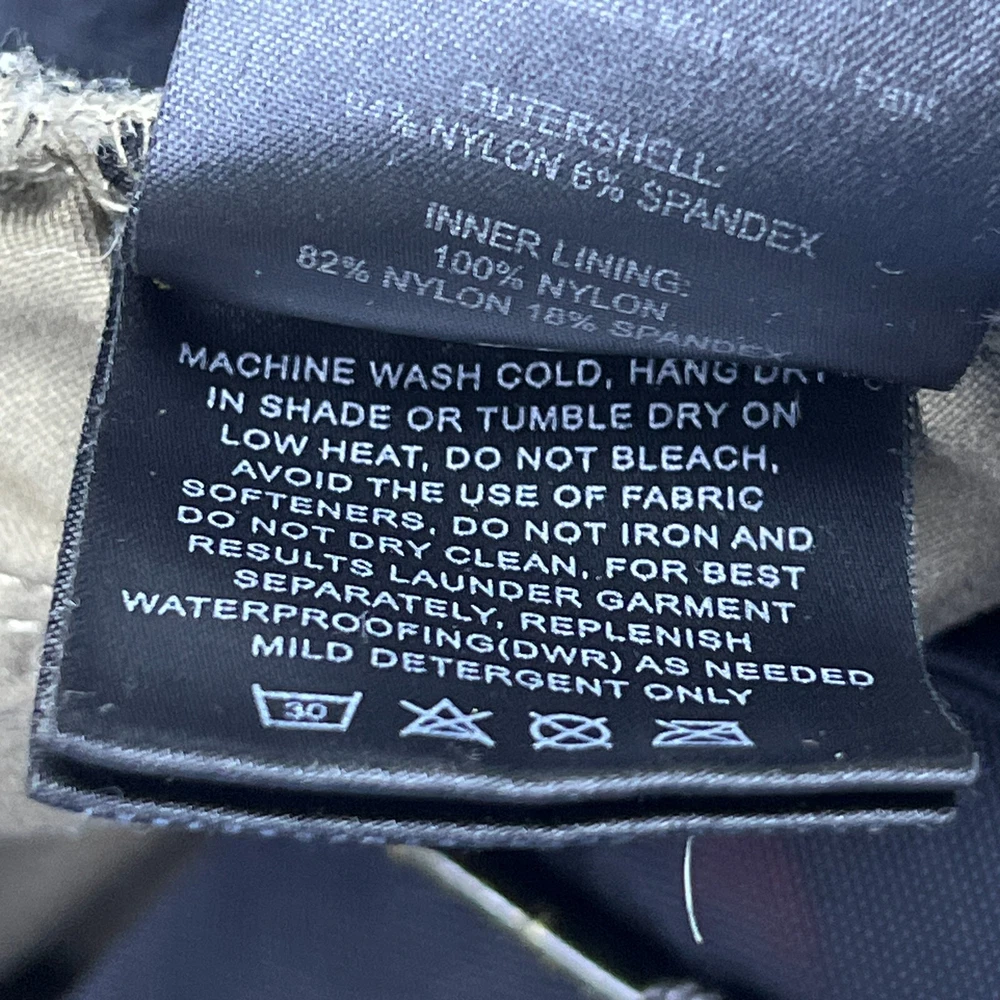 Pant
OUTERSHELL:
94% NYLON 6% SPANDEX
INNER LINING:
100% NYLON
82% NYLON 18% SPANDEX
MACHINE WASH COLD, HANG DRY
IN SHADE OR TUMBLE DRY ON
LOW HEAT, DO NOT BLEACH,
AVOID THE USE OF FABRIC
SOFTENERS, DO NOT IRON AND
DO NOT DRY CLEAN, FOR BEST
RESULTS LAUNDER GARMENT
SEPARATELY, REPLENISH
WATERPROOFING(DWR) AS NEEDED
MILD DETERGENT ONLY
30